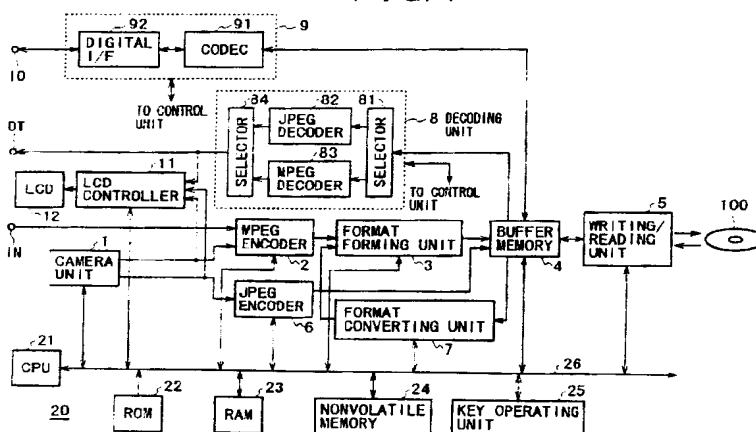 92
91
9
DIGITAL I/F
CODEC
IO
TO CONTROL UNIT
84
82
81
OT
SELECTOR
JPEG DECODER
SELECTOR
8 DECODING UNIT
83
MPEG DECODER
11
LCD
LCD CONTROLLER
TO CONTROL UNIT
5
100
12
IN
1
CAMERA UNIT
MPEG ENCODER
2
FORMAT FORMING UNIT
3
BUFFER MEMORY
4
WRITING/ READING UNIT
JPEG ENCODER
6
FORMAT CONVERTING UNIT
7
21
CPU
26
22
23
24
25
20
ROM
RAM
NONVOLATILE MEMORY
KEY OPERATING UNIT